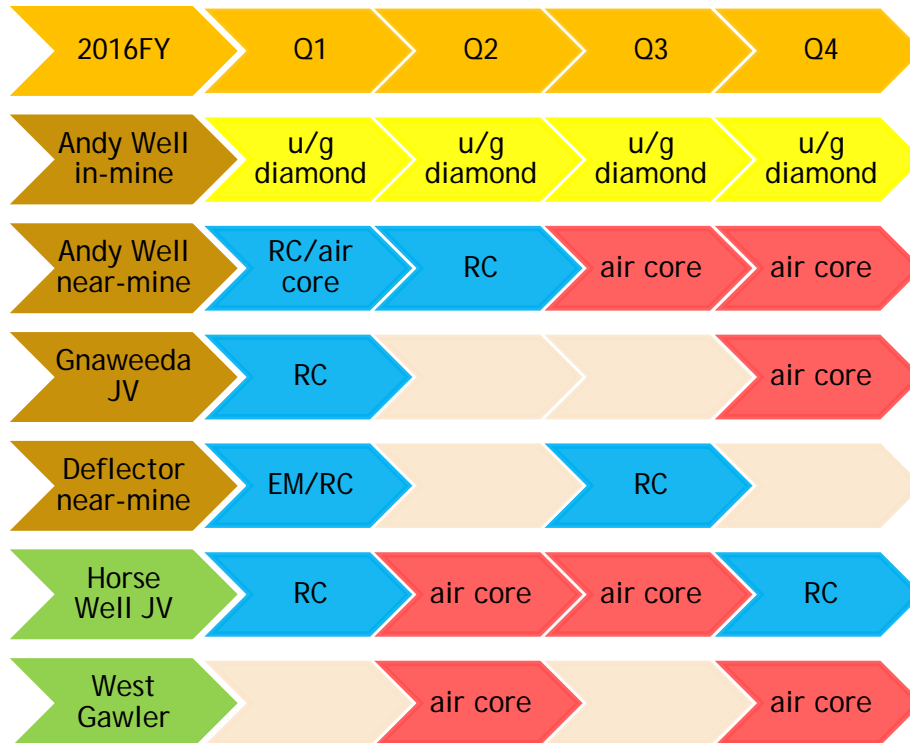 2016FY Q1 Q2 Q3 Q4
Andy Well
in-mine
u/g
diamond
u/g
diamond
u/g
diamond
u/g
diamond
Andy Well
near-mine
RC/air
core
RC
air core
air core
Gnaweeda
JV
RC
air core
Deflector
near-mine
EM/RC
RC
Horse
Well JV
RC
air core
air core
RC
West
Gawler
air core
air core